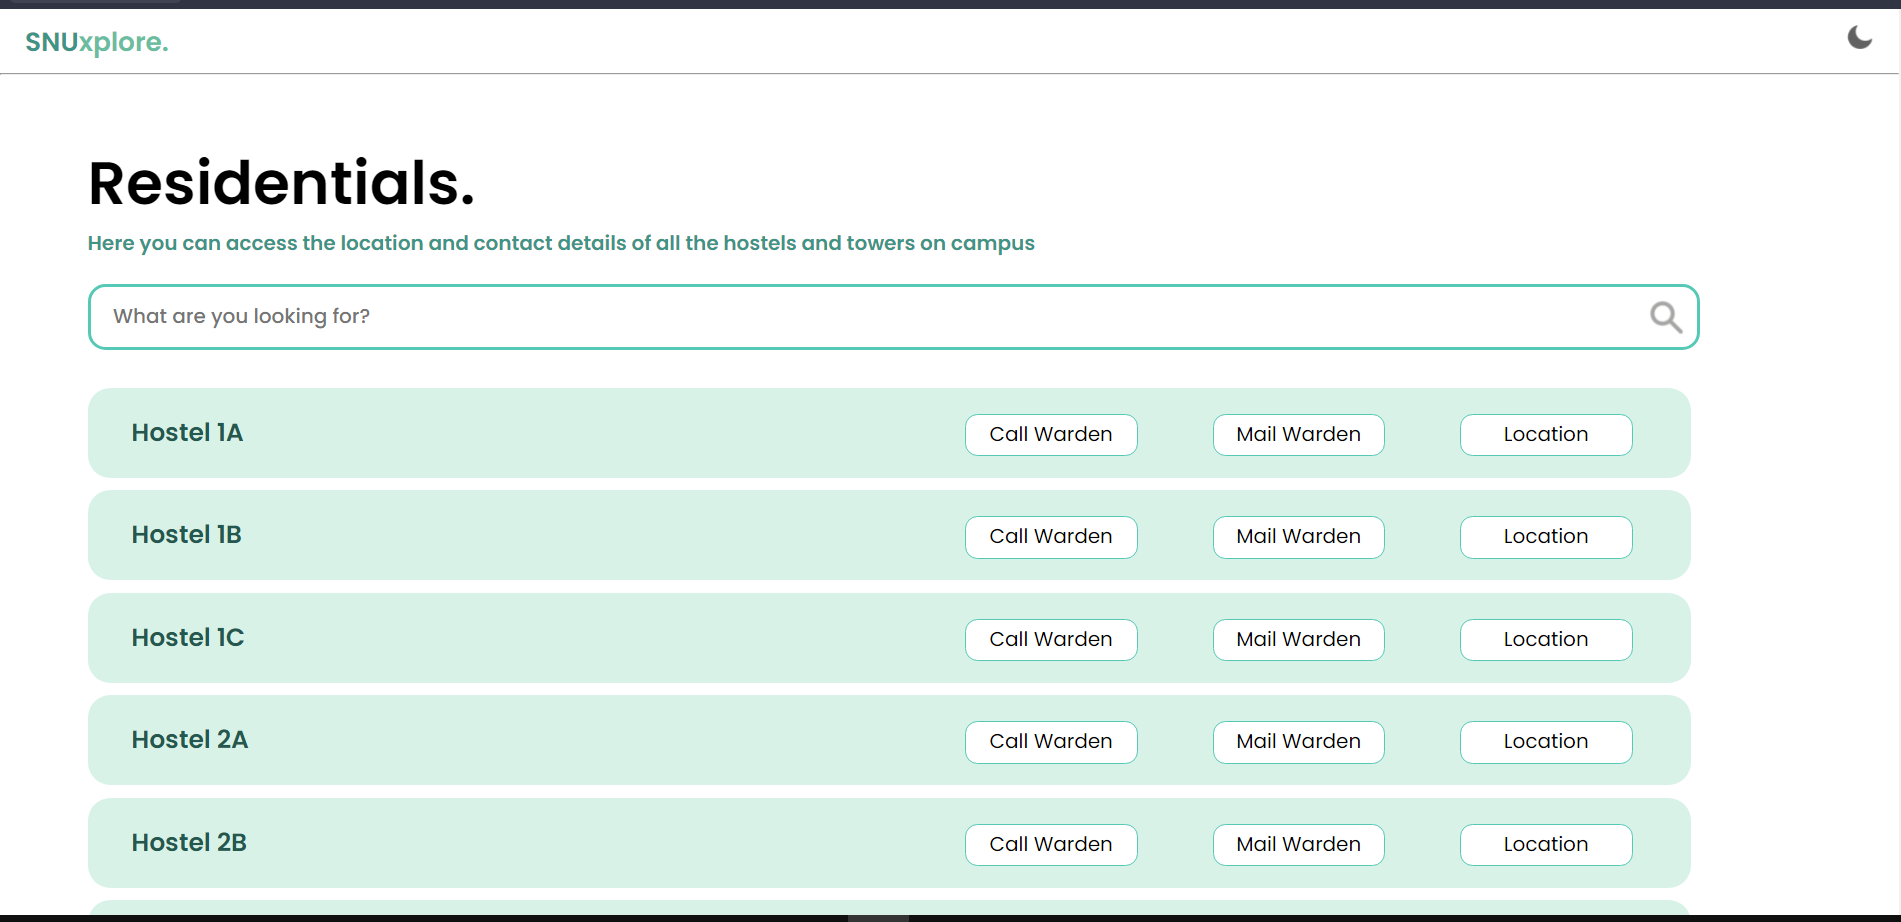 SNUxplore.
Residentials.
Here you can access the location and contact details of all the hostels and towers on campus
What are you looking for?
Hostel 1A Call Warden Mail Warden Location
Hostel 1B Call Warden Mail Warden Location
Hostel 1C Call Warden Mail Warden Location
Hostel 2A Call Warden Mail Warden Location
Hostel 2B Call Warden Mail Warden Location